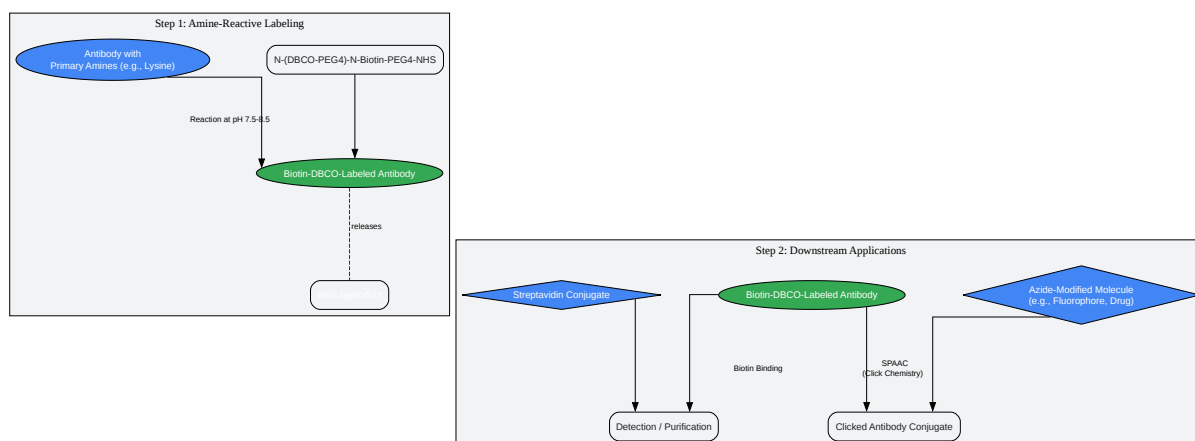 Step 1: Amine-Reactive Labeling
Antibody with
Primary Amines (e.g., Lysine)
N-(DBCO-PEG4)-N-Biotin-PEG4-NHS
Reaction at pH 7.5-8.5
Biotin-DBCO-Labeled Antibody
releases
Step 2: Downstream Applications
Streptavidin Conjugate
Biotin-DBCO-Labeled Antibody
Azide-Modified Molecule
(e.g., Fluorophore, Drug)
Biotin Binding
SPAAC
(Click Chemistry)
Detection / Purification
Clicked Antibody Conjugate